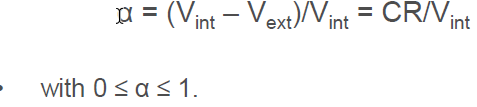 α = (Vint – Vext)/Vint = CR/Vint
• with 0 ≤ α ≤ 1.